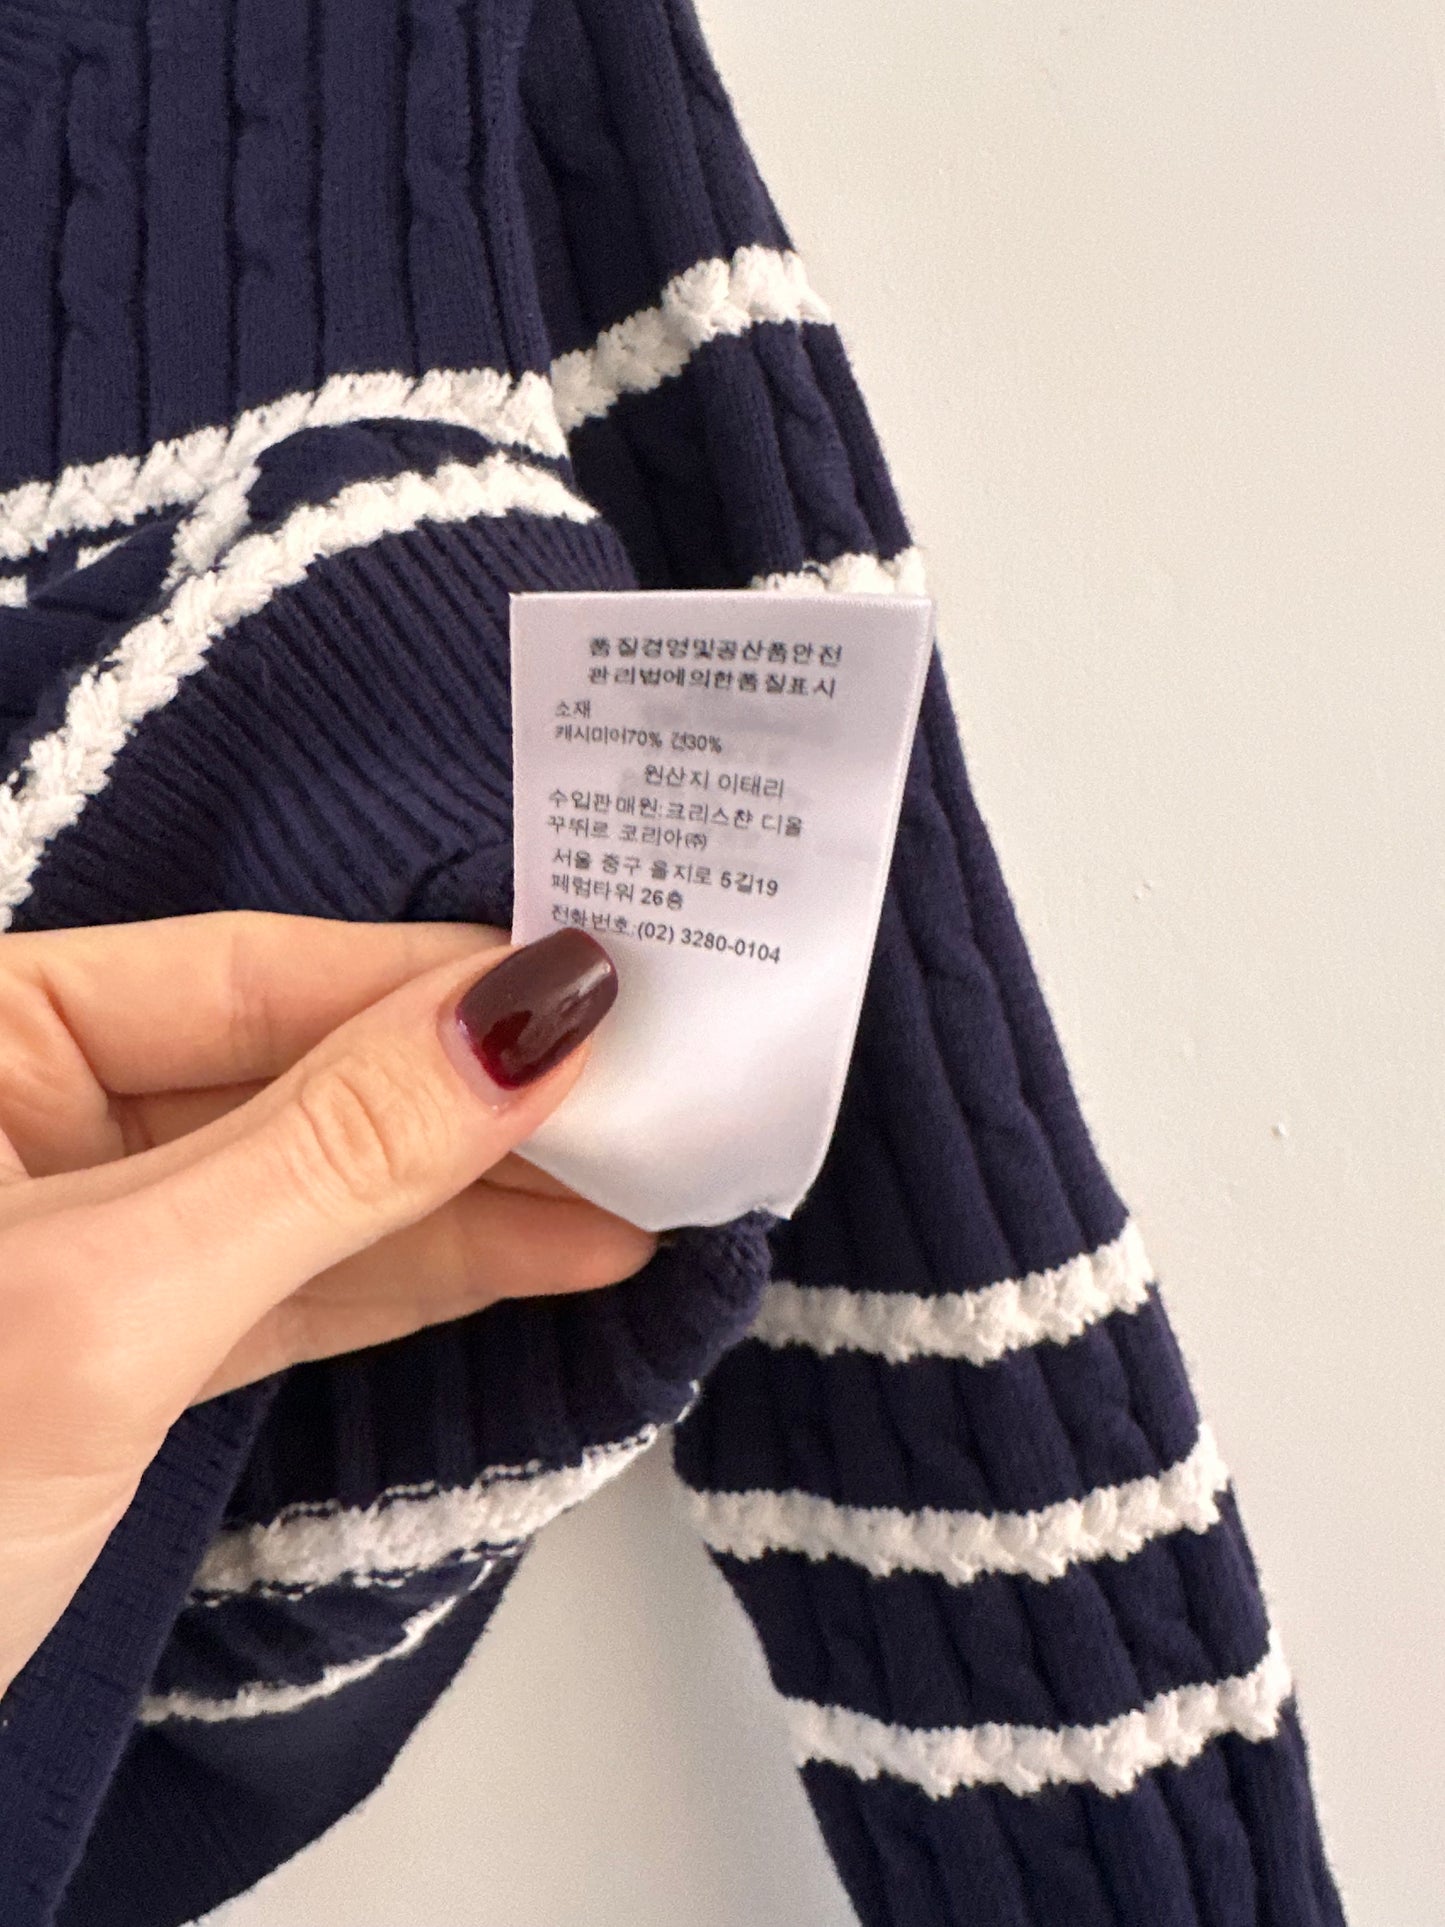 품질경영및공산품안전
관리법에의한품질표시
소재
캐시미어70% 견30%
원산지 이태리
수입판매원:크리스챤 디올
꾸뛰르 코리아㈜
서울 중구 을지로 5길19
페럼타워 26층
전화번호:(02) 3280-0104